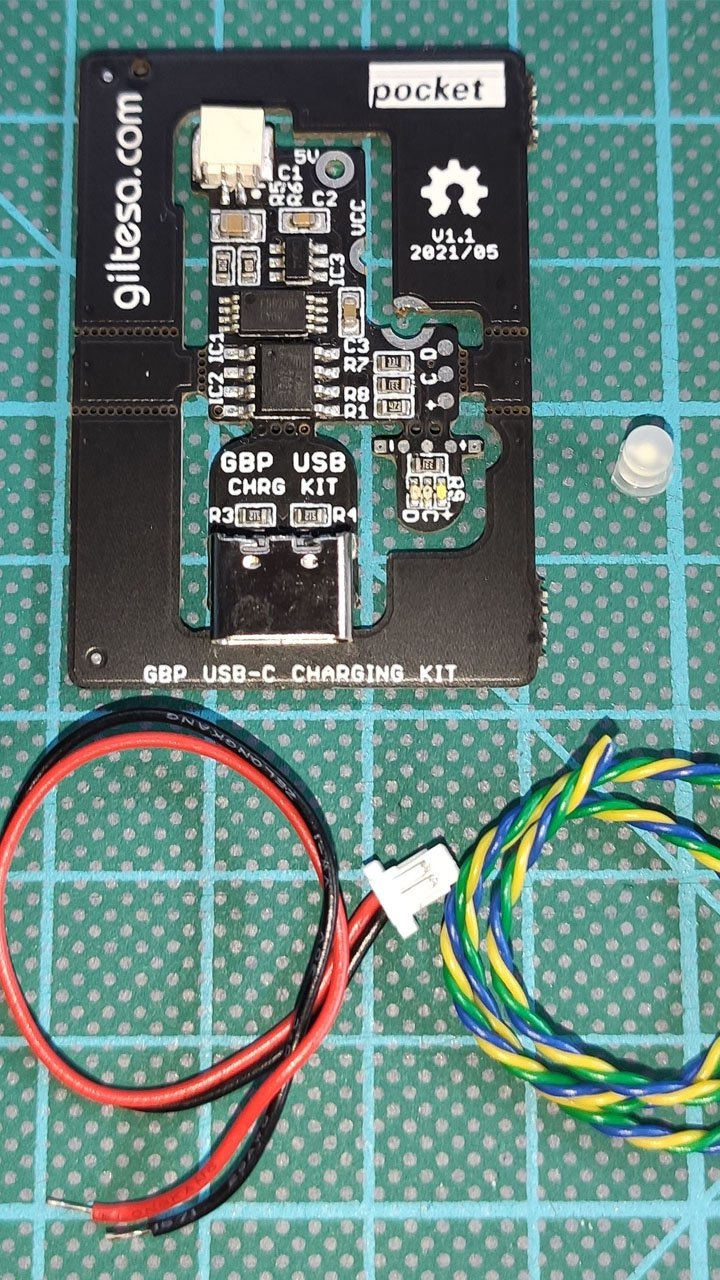 pocket
giltesa.com
V1.1
2021/05
5V
C1
R5
R6
C2
VCC
IC3
IC1
C3
R7
IC2
R8
R1
D C +
GBP USB
CHRG KIT
R3
R4
R9
D C +
GBP USB-C CHARGING KIT